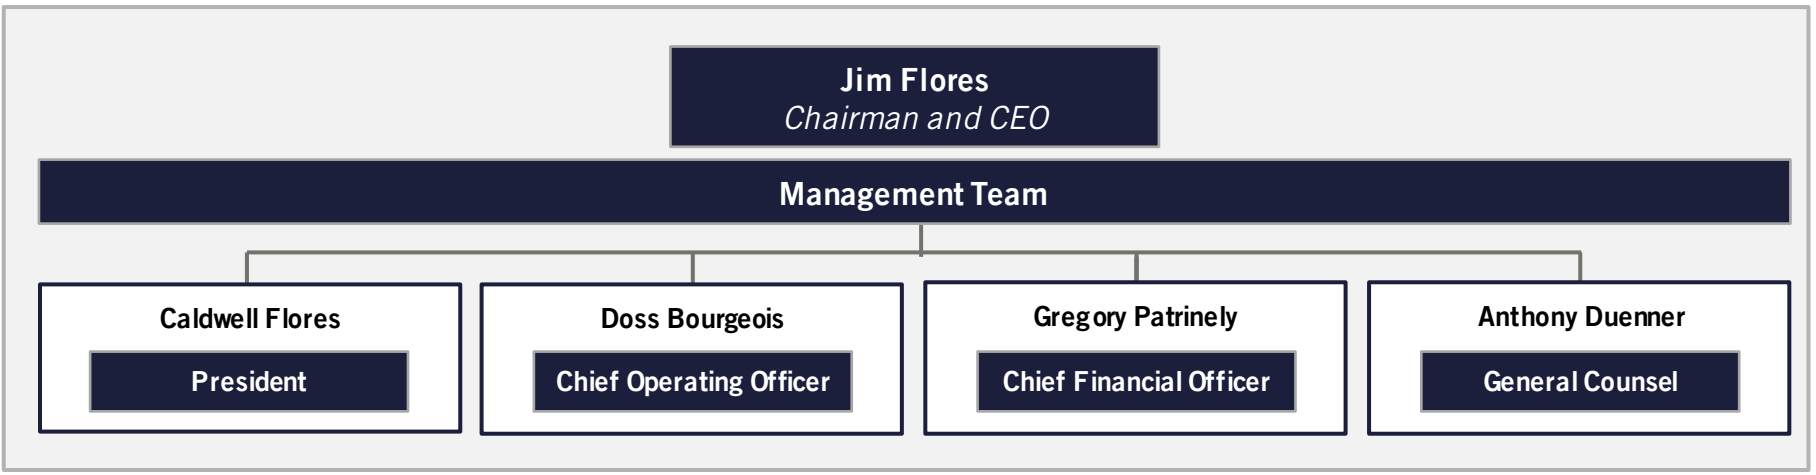 Jim Flores
Chairman and CEO
Management Team
Caldwell Flores
President
Doss Bourgeois
Chief Operating Officer
Gregory Patrinely
Chief Financial Officer
Anthony Duenner
General Counsel